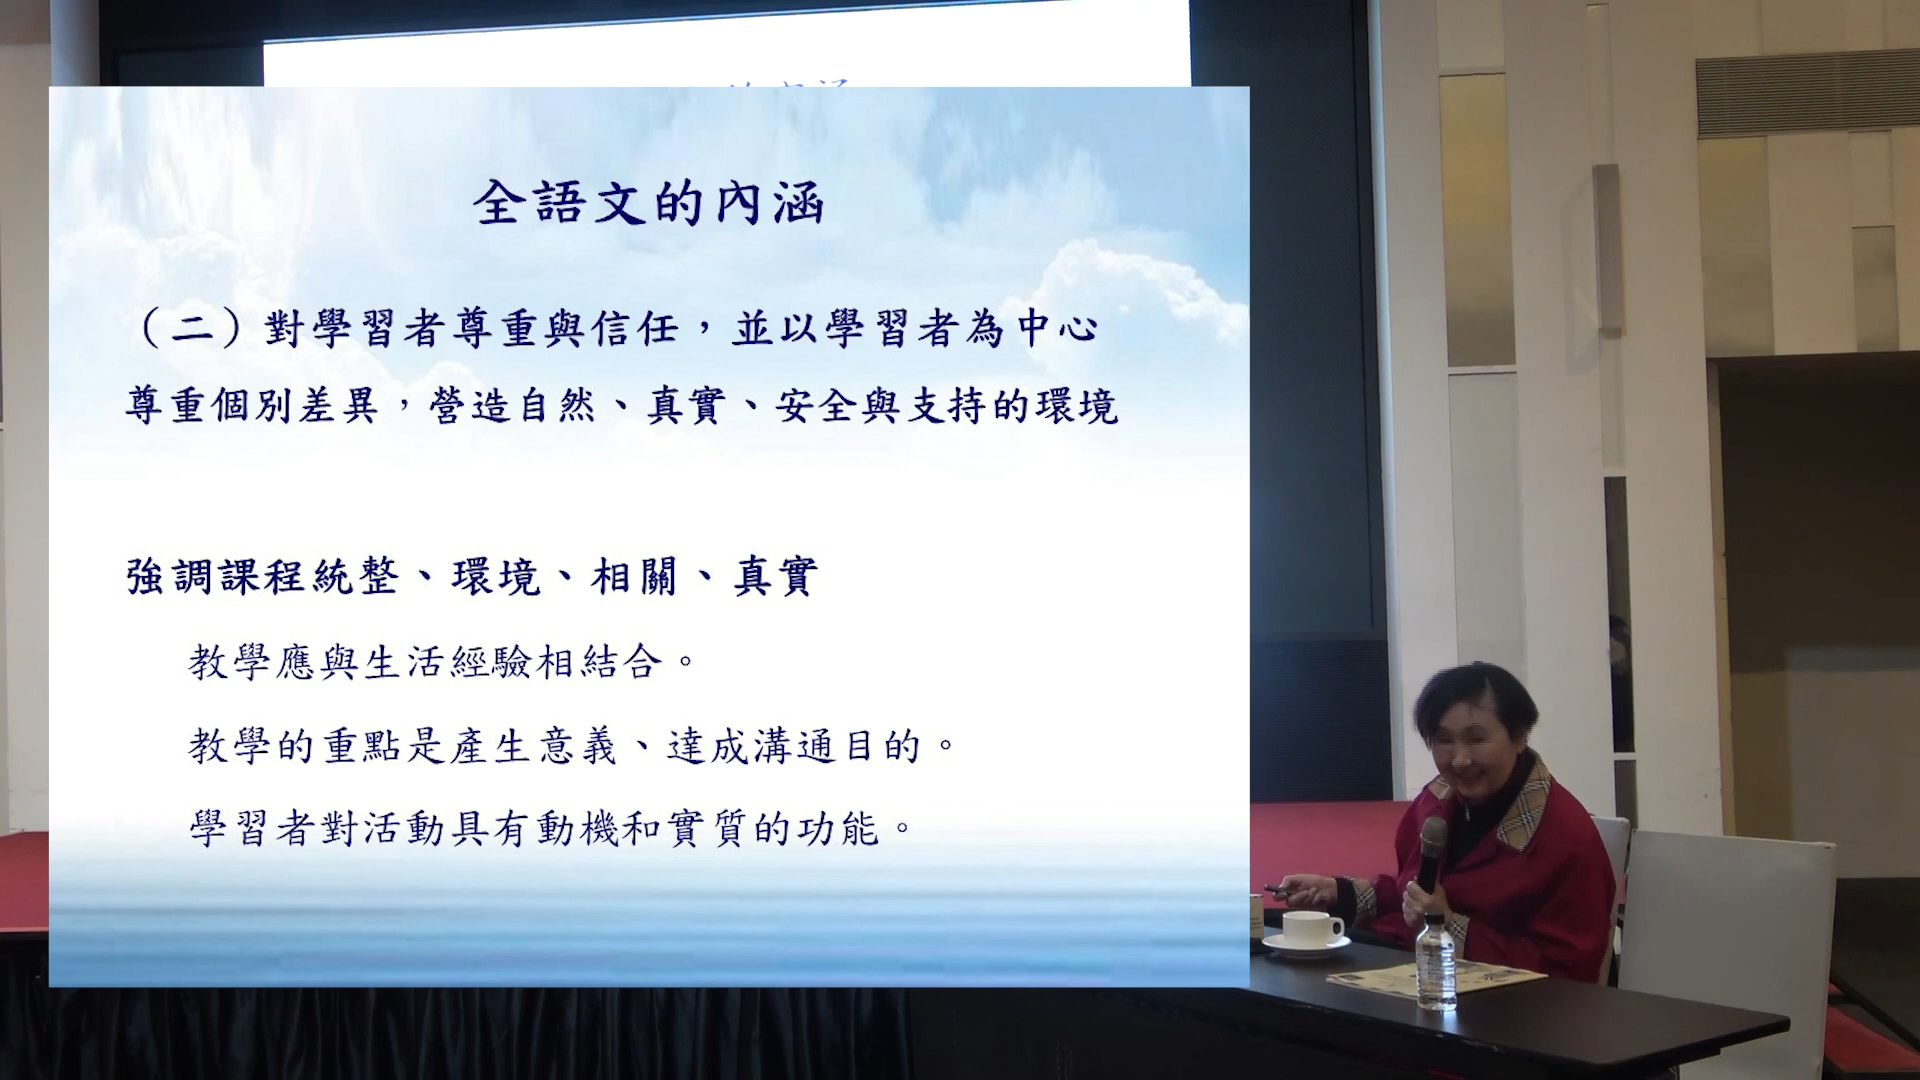 全語文的內涵
（二）對學習者尊重與信任，並以學習者為中心
尊重個別差異，營造自然、真實、安全與支持的環境
強調課程統整、環境、相關、真實
教學應與生活經驗相結合。
教學的重點是產生意義、達成溝通目的。
學習者對活動具有動機和實質的功能。